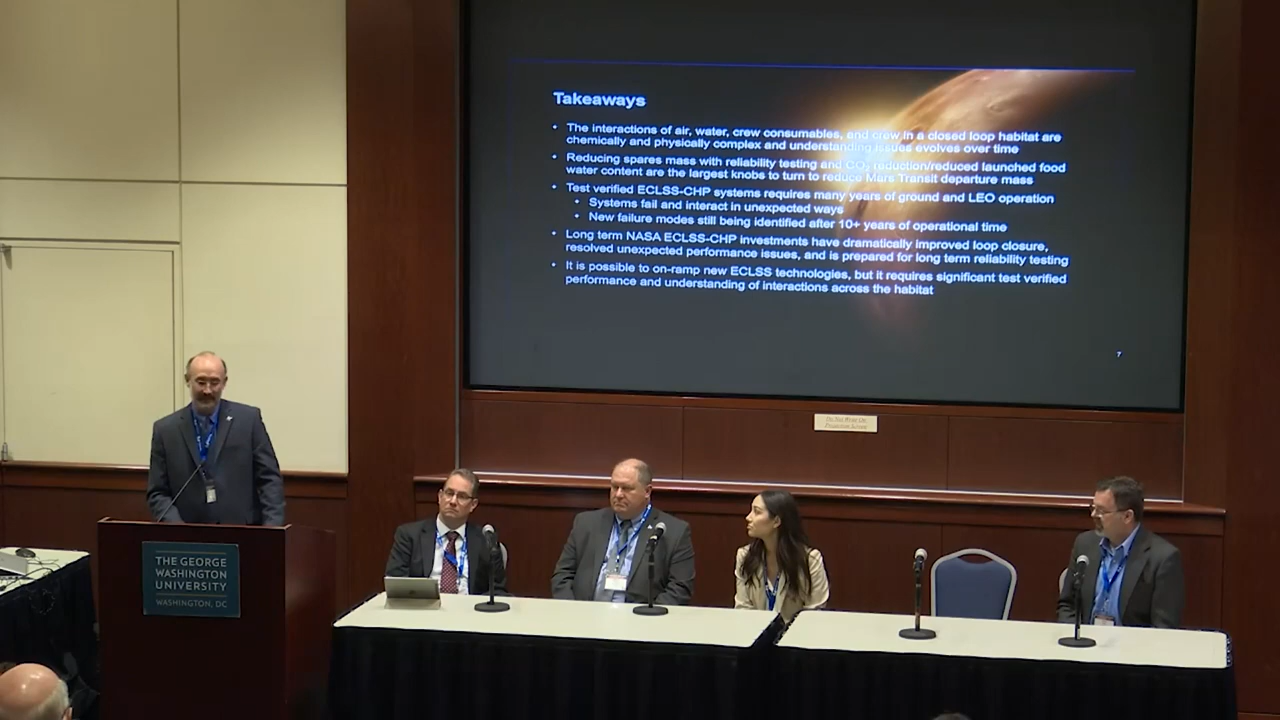 Takeaways
• The interactions of air, water, crew consumables, and crew in a closed loop habitat are
chemically and physically complex and understanding issues evolves over time
• Reducing spares mass with reliability testing and CO₂ reduction/reduced launched food
water content are the largest knobs to turn to reduce Mars Transit departure mass
• Test verified ECLSS-CHP systems requires many years of ground and LEO operation
• Systems fail and interact in unexpected ways
• New failure modes still being identified after 10+ years of operational time
• Long term NASA ECLSS-CHP investments have dramatically improved loop closure,
resolved unexpected performance issues, and is prepared for long term reliability testing
• It is possible to on-ramp new ECLSS technologies, but it requires significant test verified
performance and understanding of interactions across the habitat
7
Do Not Write On
Projection Screen
THE GEORGE
WASHINGTON
UNIVERSITY
WASHINGTON, DC